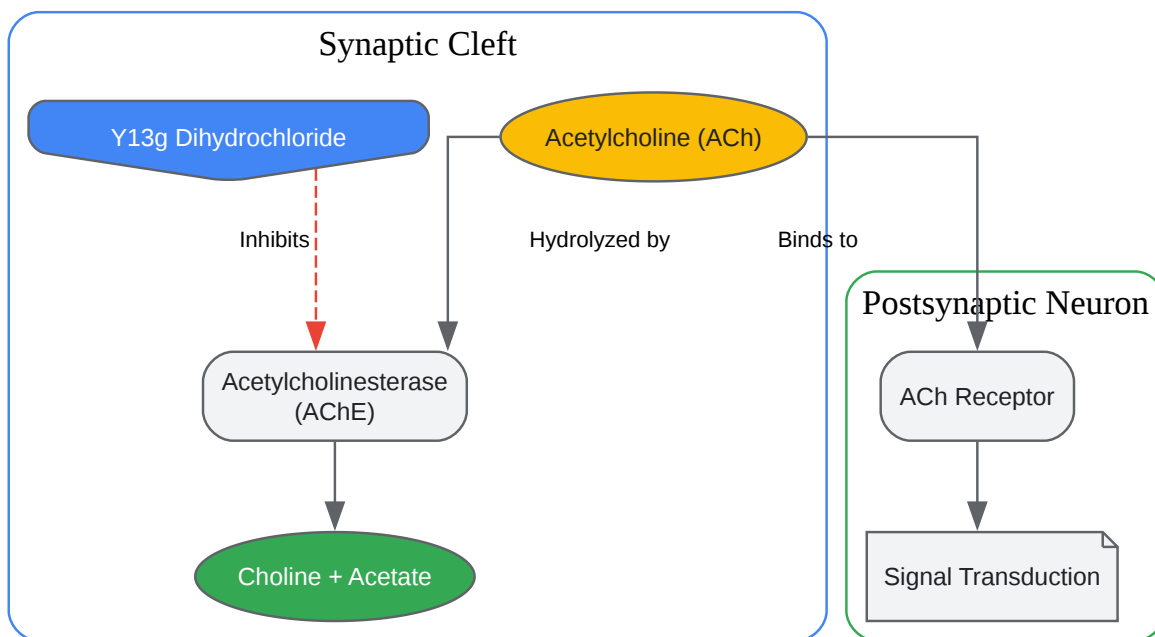 Synaptic Cleft
Y13g Dihydrochloride
Acetylcholine (ACh)
Inhibits
Hydrolyzed by
Binds to
Postsynaptic Neuron
Acetylcholinesterase
(AChE)
ACh Receptor
Choline + Acetate
Signal Transduction